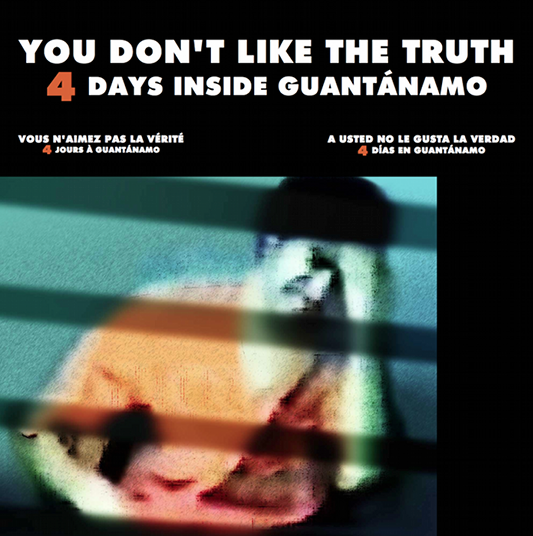 YOU DON'T LIKE THE TRUTH
4 DAYS INSIDE GUANTÁNAMO
VOUS N'AIMEZ PAS LA VÉRITÉ
4 JOURS À GUANTÁNAMO
A USTED NO LE GUSTA LA VERDAD
4 DÍAS EN GUANTÁNAMO